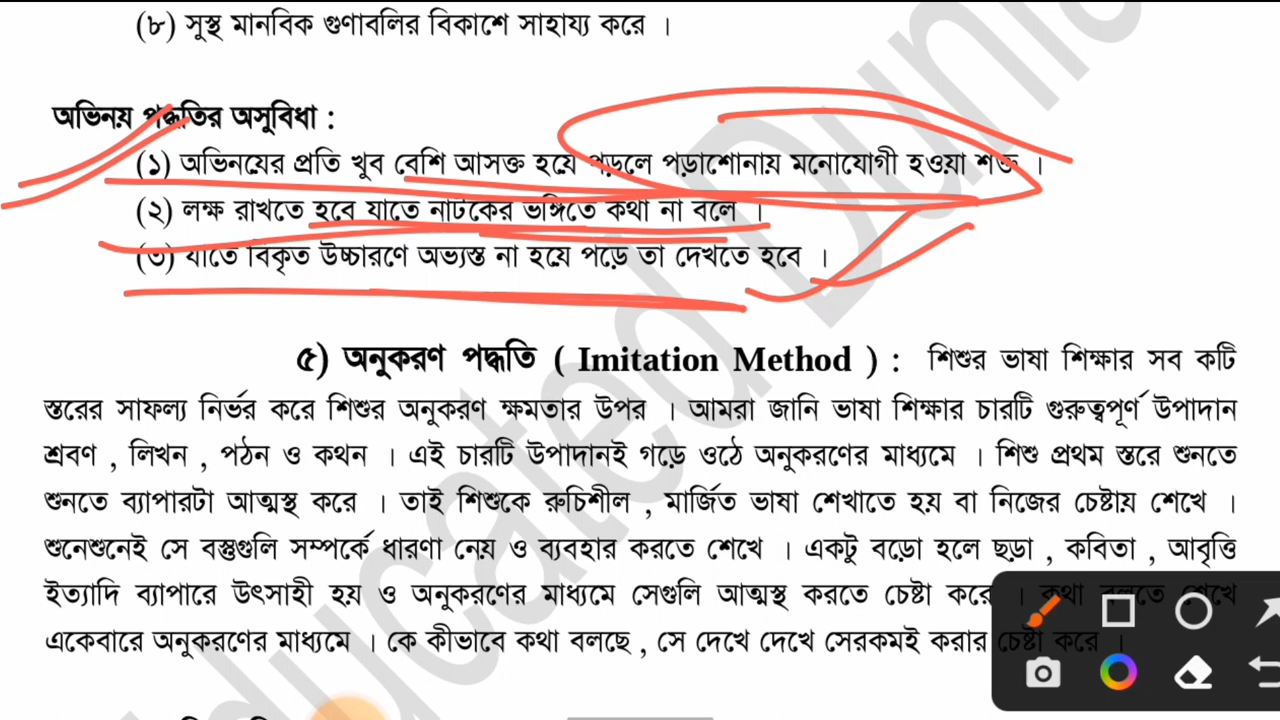 (৮) সুস্থ মানবিক গুণাবলির বিকাশে সাহায্য করে ।
অভিনয় পদ্ধতির অসুবিধা :
(১) অভিনয়ের প্রতি খুব বেশি আসক্ত হয়ে পড়লে পড়াশোনায় মনোযোগী হওয়া শক্ত ।
(২) লক্ষ রাখতে হবে যাতে নাটকের ভঙ্গিতে কথা না বলে ।
(৩) যাতে বিকৃত উচ্চারণে অভ্যস্ত না হয়ে পড়ে তা দেখতে হবে ।
৫) অনুকরণ পদ্ধতি ( Imitation Method ) : শিশুর ভাষা শিক্ষার সব কটি
স্তরের সাফল্য নির্ভর করে শিশুর অনুকরণ ক্ষমতার উপর । আমরা জানি ভাষা শিক্ষার চারটি গুরুত্বপূর্ণ উপাদান
শ্রবণ , লিখন , পঠন ও কথন । এই চারটি উপাদানই গড়ে ওঠে অনুকরণের মাধ্যমে । শিশু প্রথম স্তরে শুনতে
শুনতে ব্যাপারটা আত্মস্থ করে । তাই শিশুকে রুচিশীল , মার্জিত ভাষা শেখাতে হয় বা নিজের চেষ্টায় শেখে ।
শুনেশুনেই সে বস্তুগুলি সম্পর্কে ধারণা নেয় ও ব্যবহার করতে শেখে । একটু বড়ো হলে ছড়া , কবিতা , আবৃত্তি
ইত্যাদি ব্যাপারে উৎসাহী হয় ও অনুকরণের মাধ্যমে সেগুলি আত্মস্থ করতে চেষ্টা করে । কথা বলতে শেখে
একেবারে অনুকরণের মাধ্যমে । কে কীভাবে কথা বলছে , সে দেখে দেখে সেরকমই করার চেষ্টা করে ।